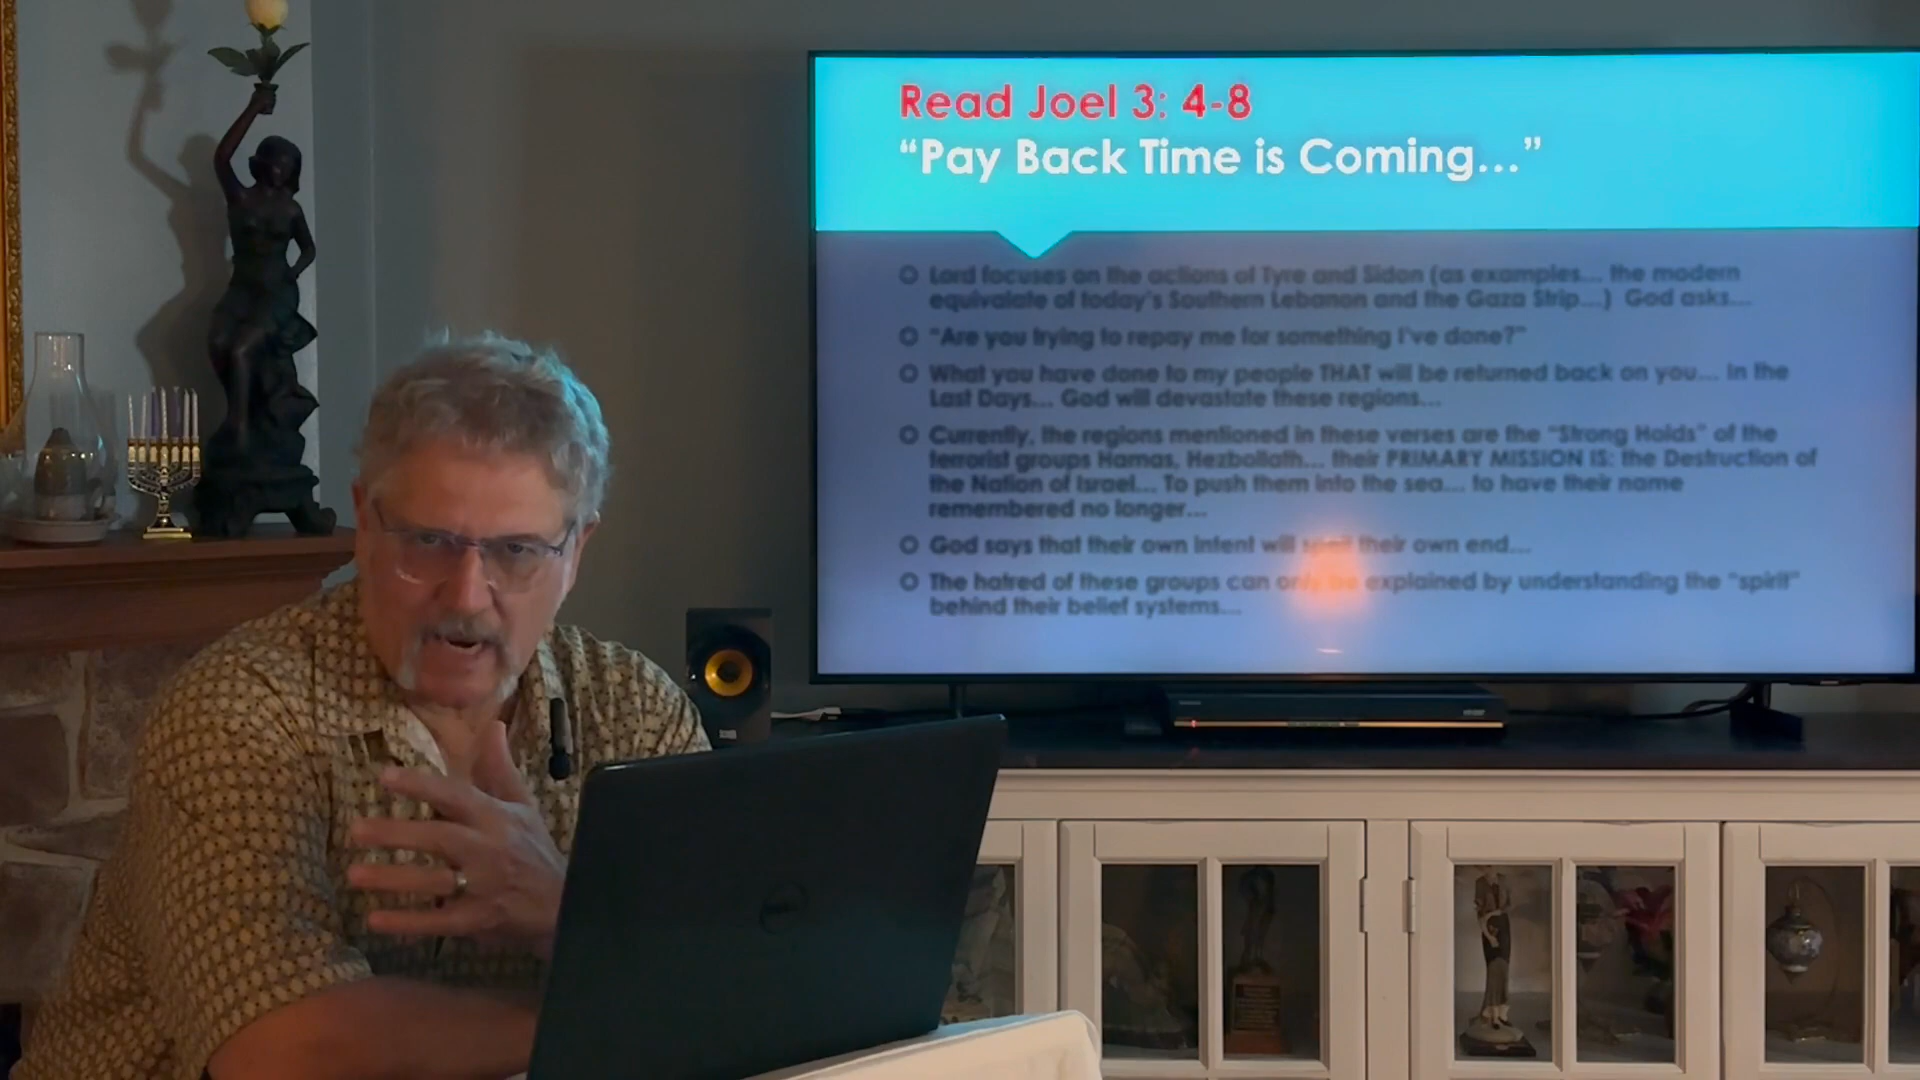 Read Joel 3: 4-8
“Pay Back Time is Coming...”
Lord focuses on the actions of Tyre and Sidon (as examples... the modern
equivalate of today's Southern Lebanon and the Gaza Strip...) God asks...
“Are you trying to repay me for something I've done?”
What you have done to my people THAT will be returned back on you... In the
Last Days... God will devastate these regions...
Currently, the regions mentioned in these verses are the “Strong Holds” of the
terrorist groups Hamas, Hezbollath... their PRIMARY MISSION IS: the Destruction of
the Nation of Israel... To push them into the sea... to have their name
remembered no longer...
God says that their own intent will spell their own end...
The hatred of these groups can only be explained by understanding the “spirit”
behind their belief systems...